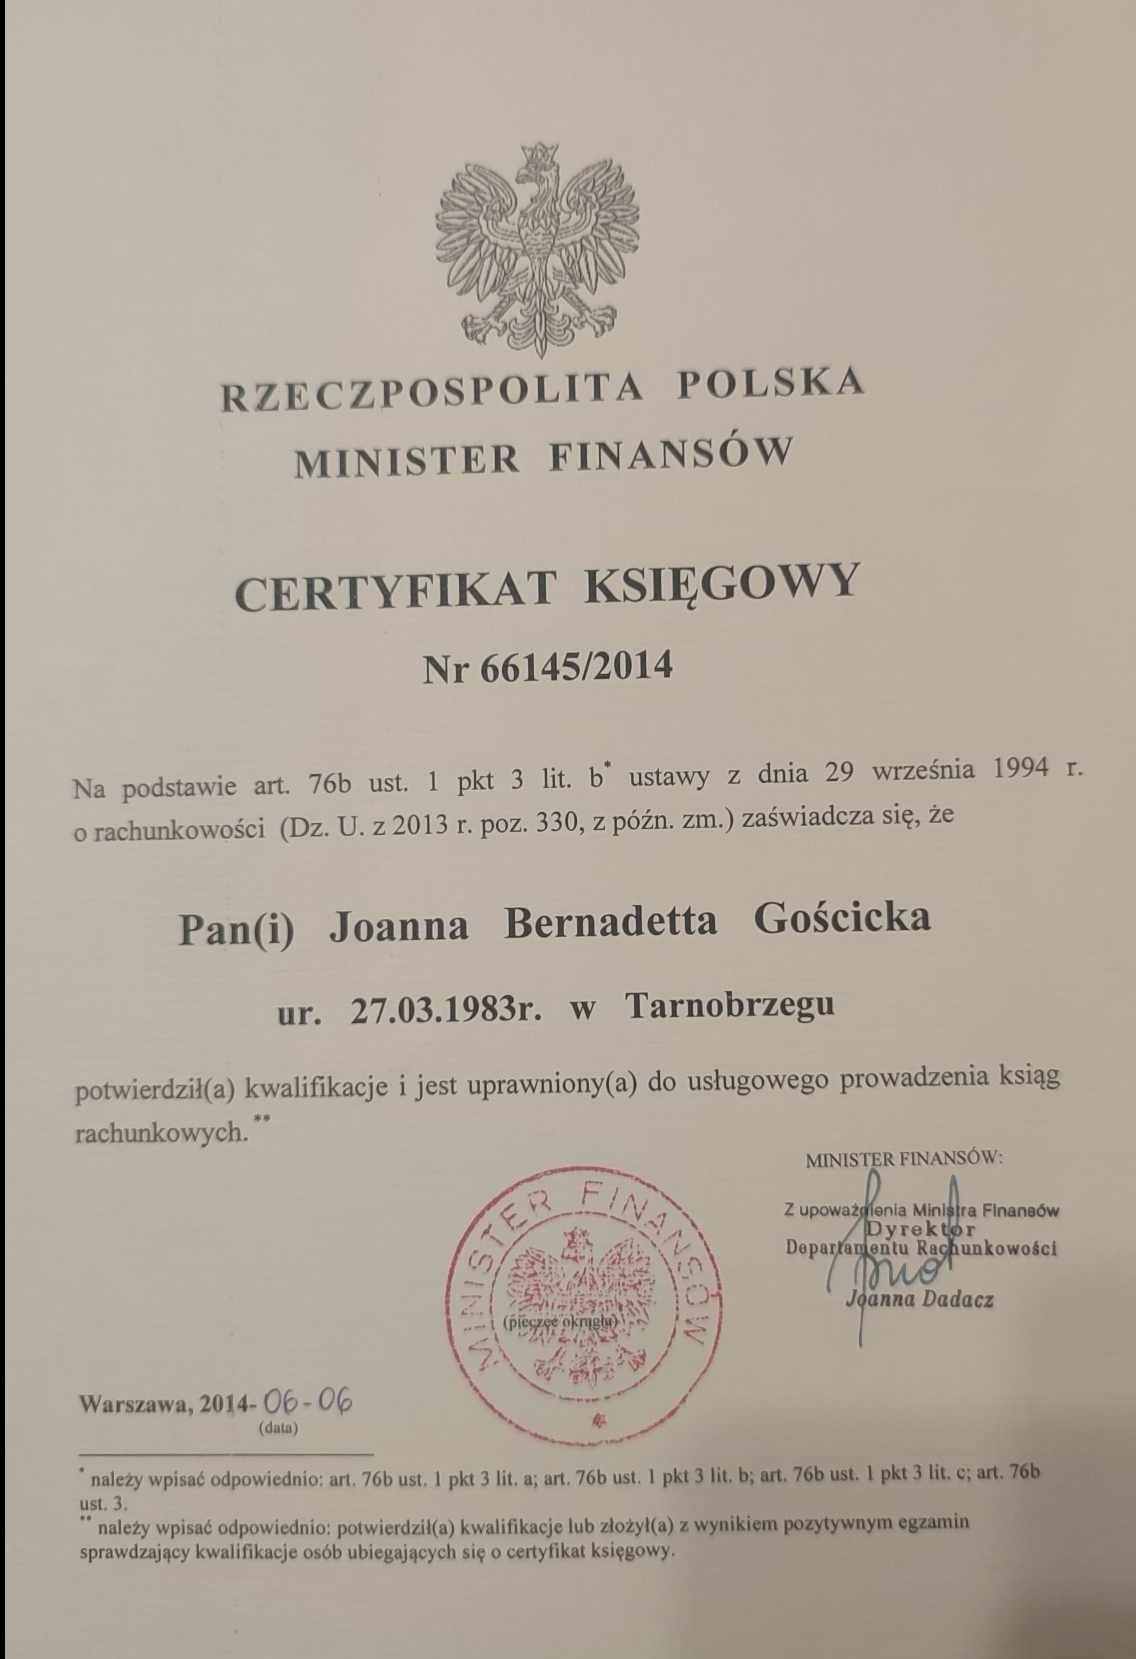 RZECZPOSPOLITA POLSKA
MINISTER FINANSÓW
CERTYFIKAT KSIĘGOWY
Nr 66145/2014
Na podstawie art. 76b ust. 1 pkt 3 lit. b* ustawy z dnia 29 września 1994 r.
o rachunkowości (Dz. U. z 2013 r. poz. 330, z późn. zm.) zaświadcza się, że
Pan(i) Joanna Bernadetta Gościcka
ur. 27.03.1983r. w Tarnobrzegu
potwierdził(a) kwalifikacje i jest uprawniony(a) do usługowego prowadzenia ksiąg
rachunkowych.**
MINISTER FINANSÓW:
Z upoważnienia Ministra Finansów
Dyrektor
Departamentu Rachunkowości
Joanna Dadacz
MINISTER FINANSÓW
(pieczęć okrągła)
Warszawa, 2014-06-06
(data)
* należy wpisać odpowiednio: art. 76b ust. 1 pkt 3 lit. a; art. 76b ust. 1 pkt 3 lit. b; art. 76b ust. 1 pkt 3 lit. c; art. 76b
ust. 3.
** należy wpisać odpowiednio: potwierdził(a) kwalifikacje lub złożył(a) z wynikiem pozytywnym egzamin
sprawdzający kwalifikacje osób ubiegających się o certyfikat księgowy.